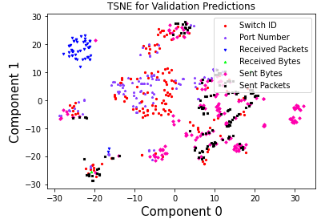 TSNE for Validation Predictions
Switch ID
Port Number
Received Packets
Received Bytes
Sent Bytes
Sent Packets
Component 1
30
20
10
0
−10
−20
−30
−30
−20
−10
0
10
20
30
Component 0